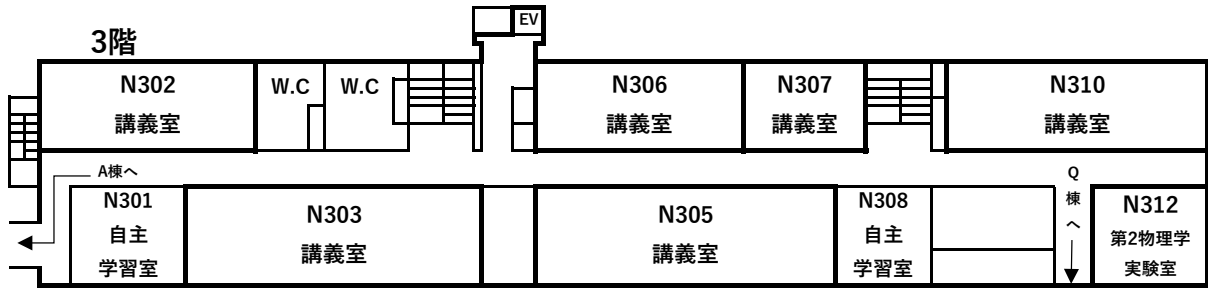 EV
3階
N302
講義室
W.C
W.C
N306
講義室
N307
講義室
N310
講義室
A棟へ
Q
棟
へ
N301
自主
学習室
N303
講義室
N305
講義室
N308
自主
学習室
N312
第2物理学
実験室